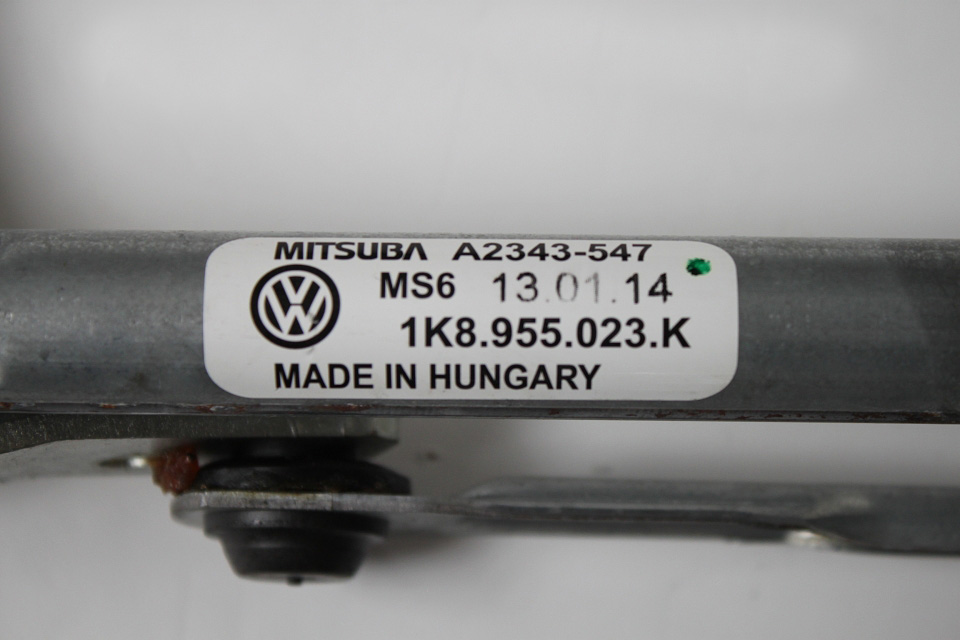 MITSUBA A2343-547
MS6 13.01.14
1K8.955.023.K
MADE IN HUNGARY